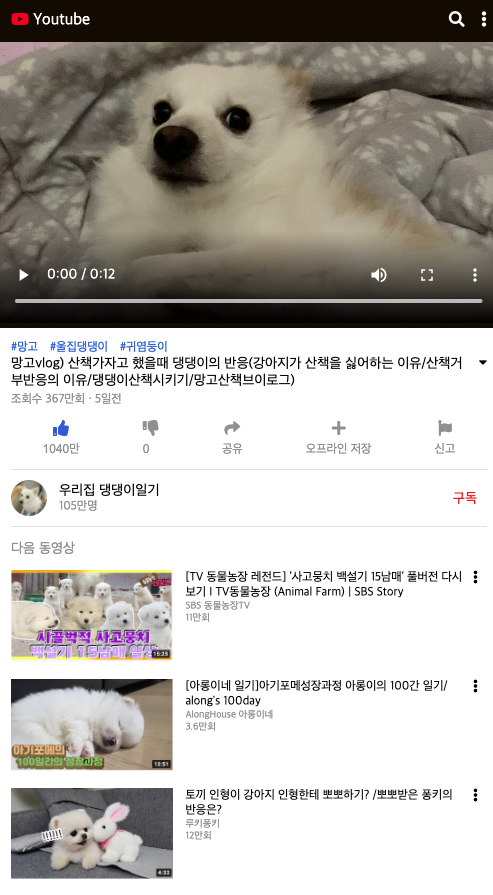 Youtube
0:00 / 0:12
#망고 #울집댕댕이 #귀염둥이
망고vlog) 산책가자고 했을때 댕댕이의 반응(강아지가 산책을 싫어하는 이유/산책거
부반응의 이유/댕댕이산책시키기/망고산책브이로그)
조회수 367만회 · 5일전
1040만 0 공유 오프라인 저장 신고
우리집 댕댕이일기
105만명
구독
다음 동영상
시끌벅적 사고뭉치
백설기 15남매 일상
15:25
[TV 동물농장 레전드] '사고뭉치 백설기 15남매' 풀버전 다시
보기 I TV동물농장 (Animal Farm) | SBS Story
SBS 동물농장TV
11만회
아기포메의
100일간의 성장과정
13:51
[아롱이네 일기]아기포메성장과정 아롱이의 100간 일기/
along's 100day
AlongHouse 아롱이네
3.6만회
4:33
토끼 인형이 강아지 인형한테 뽀뽀하기? /뽀뽀받은 퐁키의
반응은?
루키퐁키
12만회